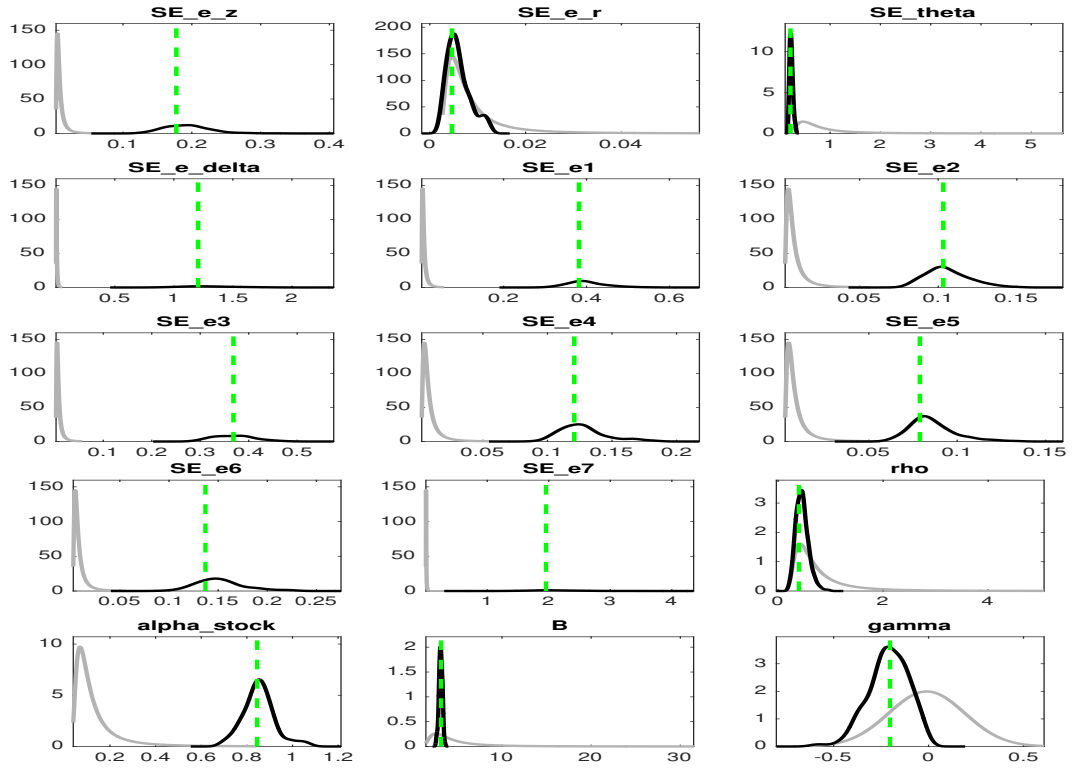 SE_e_z SE_e_r SE_theta
150 100 50 0 0.1 0.2 0.3 0.4
200 150 100 50 0 0 0.02 0.04
10 5 0 1 2 3 4 5
SE_e_delta SE_e1 SE_e2
150 100 50 0 0.5 1 1.5 2
150 100 50 0 0.2 0.4 0.6
150 100 50 0 0.05 0.1 0.15
SE_e3 SE_e4 SE_e5
150 100 50 0 0.1 0.2 0.3 0.4 0.5
150 100 50 0 0.05 0.1 0.15 0.2
150 100 50 0 0.05 0.1 0.15
SE_e6 SE_e7 rho
150 100 50 0 0.05 0.1 0.15 0.2 0.25
150 100 50 0 1 2 3 4
3 2 1 0 0 2 4
alpha_stock B gamma
10 5 0 0.2 0.4 0.6 0.8 1 1.2
2 1.5 1 0.5 0 10 20 30
3 2 1 0 -0.5 0 0.5